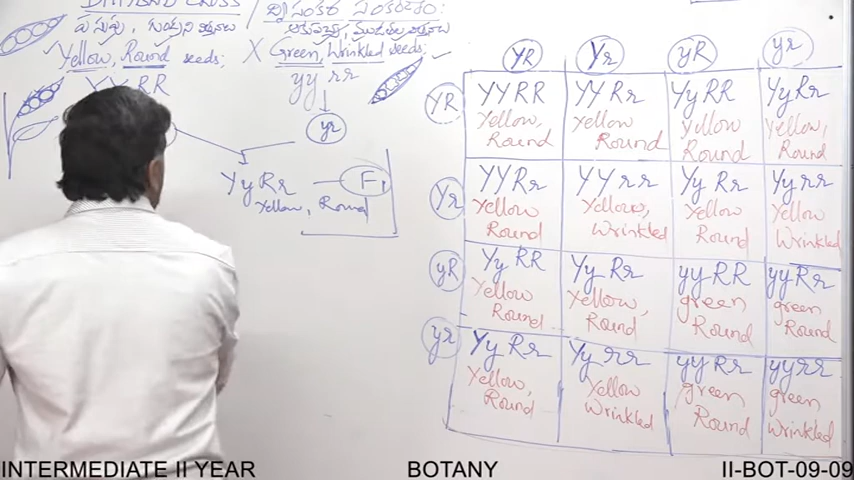 DIHYBRID CROSS / ద్విసంకర సంకరణం:
Yellow, Round seeds; X Green, Wrinkled seeds;
YYRR yy rr
yr
YyRr — F1
Yellow, Round
YR Yr yR yr
YR YYRR YYRr YyRR YyRr
Yellow, Round Yellow Round Yellow Round Yellow, Round
Yr YYRr YYrr YyRr Yyrr
Yellow Round Yellow, Wrinkled Yellow Round Yellow Wrinkled
yR YyRR YyRr yyRR yyRr
Yellow Round Yellow, Round green Round green Round
yr YyRr Yyrr yyRr yyrr
Yellow, Round Yellow Wrinkled green Round green Wrinkled
INTERMEDIATE II YEAR BOTANY II-BOT-09-09